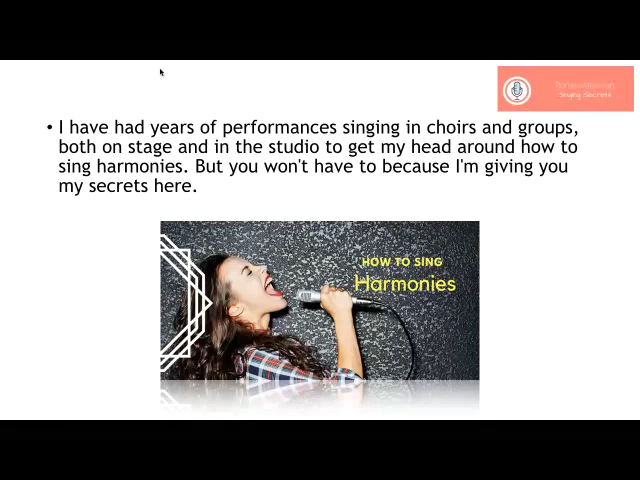 • I have had years of performances singing in choirs and groups,
both on stage and in the studio to get my head around how to
sing harmonies. But you won't have to because I'm giving you
my secrets here.
Singing Secrets
HOW TO SING
Harmonies